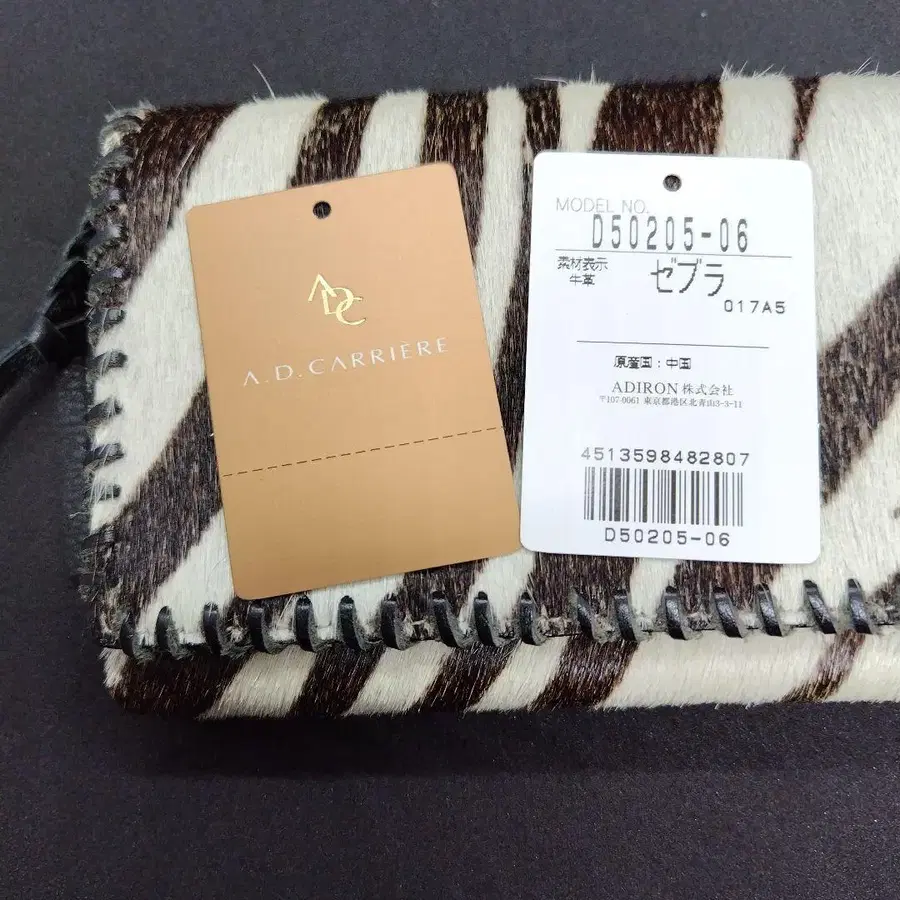 ADC
A.D.CARRIÈRE
MODEL NO.
D50205-06
素材表示
牛革
ゼブラ
017A5
原産国：中国
ADIRON 株式会社
〒107-0061 東京都港区北青山3-3-11
4513598482807
D50205-06